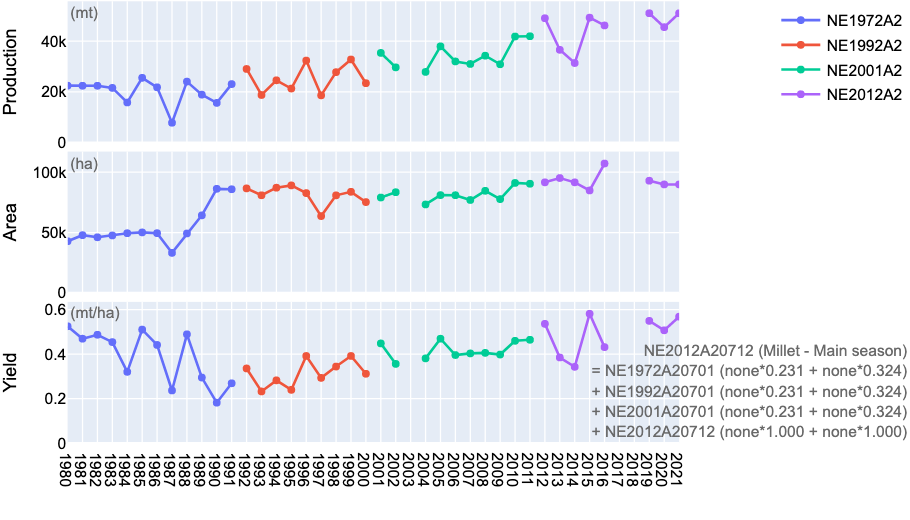 Production
(mt)
40k
20k
0
NE1972A2
NE1992A2
NE2001A2
NE2012A2
Area
(ha)
100k
50k
0
Yield
(mt/ha)
0.6
0.4
0.2
0
NE2012A20712 (Millet - Main season)
= NE1972A20701 (none*0.231 + none*0.324)
+ NE1992A20701 (none*0.231 + none*0.324)
+ NE2001A20701 (none*0.231 + none*0.324)
+ NE2012A20712 (none*1.000 + none*1.000)
1980
1981
1982
1983
1984
1985
1986
1987
1988
1989
1990
1991
1992
1993
1994
1995
1996
1997
1998
1999
2000
2001
2002
2003
2004
2005
2006
2007
2008
2009
2010
2011
2012
2013
2014
2015
2016
2017
2018
2019
2020
2021